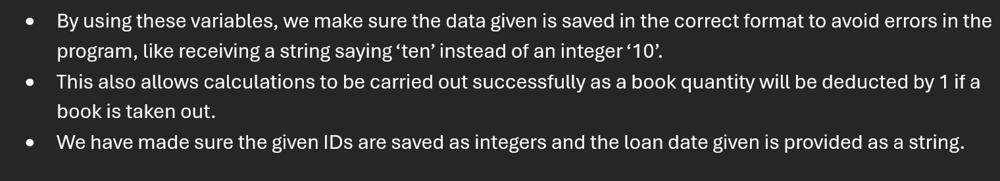 • By using these variables, we make sure the data given is saved in the correct format to avoid errors in the
program, like receiving a string saying ‘ten’ instead of an integer ‘10’.
• This also allows calculations to be carried out successfully as a book quantity will be deducted by 1 if a
book is taken out.
• We have made sure the given IDs are saved as integers and the loan date given is provided as a string.